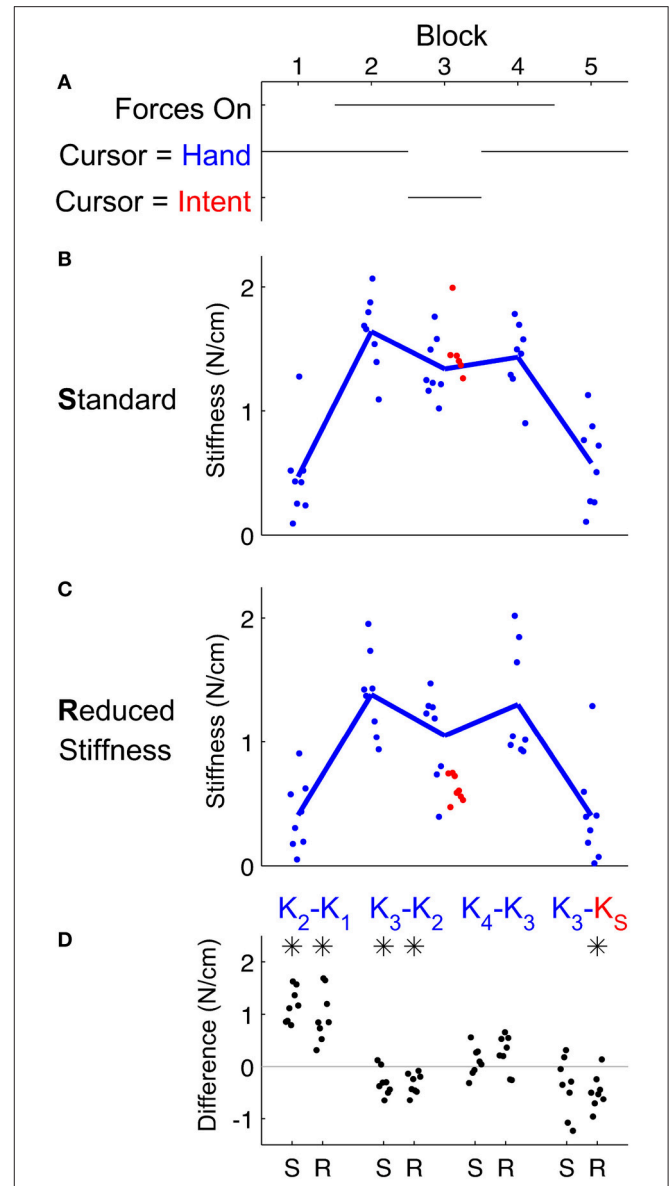 Block
1 2 3 4 5
A
Forces On
Cursor = Hand
Cursor = Intent
B
Standard
Stiffness (N/cm)
2
1
0
C
Reduced
Stiffness
Stiffness (N/cm)
2
1
0
K2-K1 K3-K2 K4-K3 K3-KS
D
* * * * *
Difference (N/cm)
2
1
0
-1
S R S R S R S R